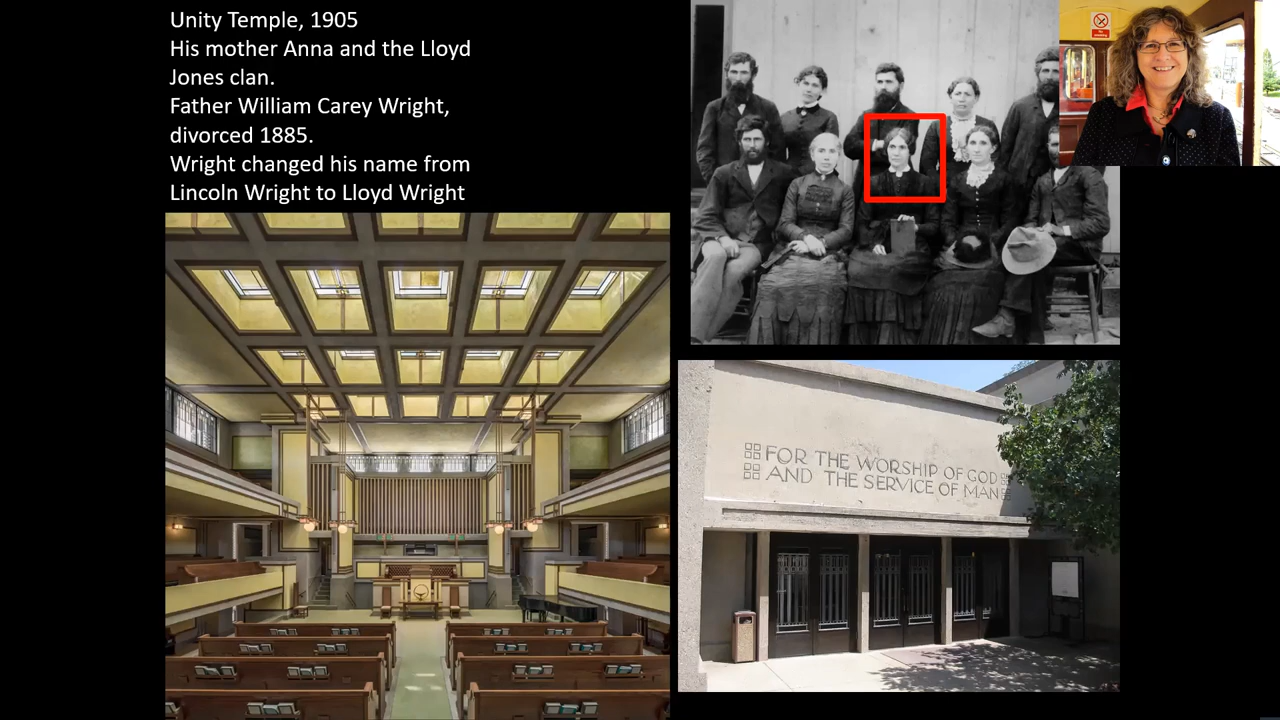 Unity Temple, 1905
His mother Anna and the Lloyd
Jones clan.
Father William Carey Wright,
divorced 1885.
Wright changed his name from
Lincoln Wright to Lloyd Wright
FOR THE WORSHIP OF GOD
AND THE SERVICE OF MAN